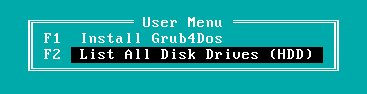 User Menu
F1 Install Grub4Dos
F2 List All Disk Drives (HDD)